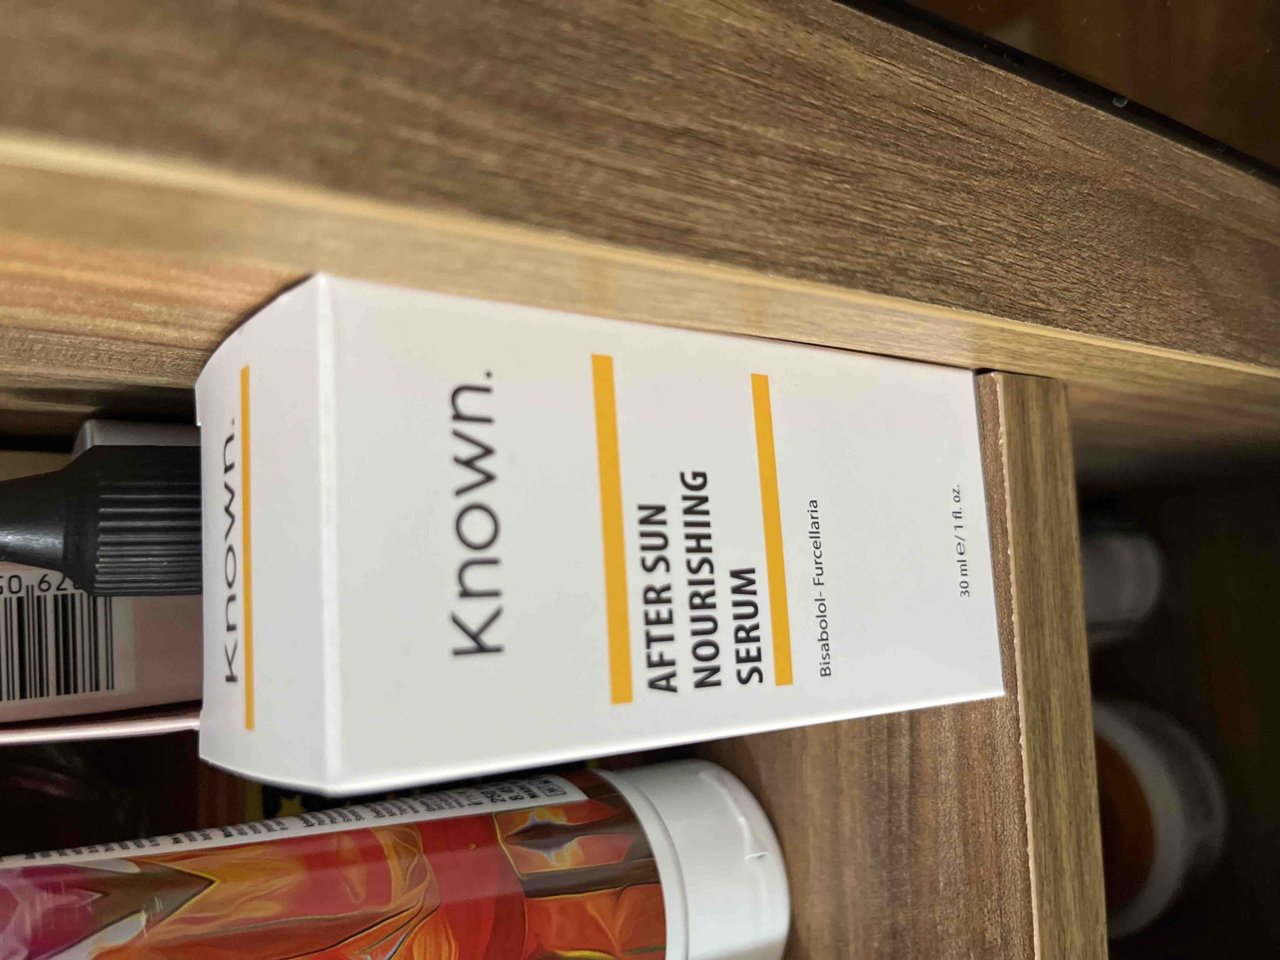 Known.
Known.
AFTER SUN
NOURISHING
SERUM
Bisabolol- Furcellaria
30 ml ℮/ 1 fl. oz.